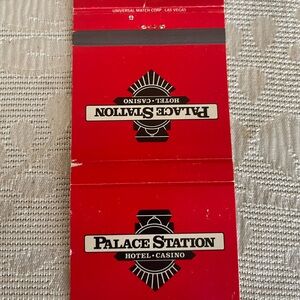 UNIVERSAL MATCH CORP., LAS VEGAS
PALACE STATION
HOTEL • CASINO
PALACE STATION
HOTEL • CASINO